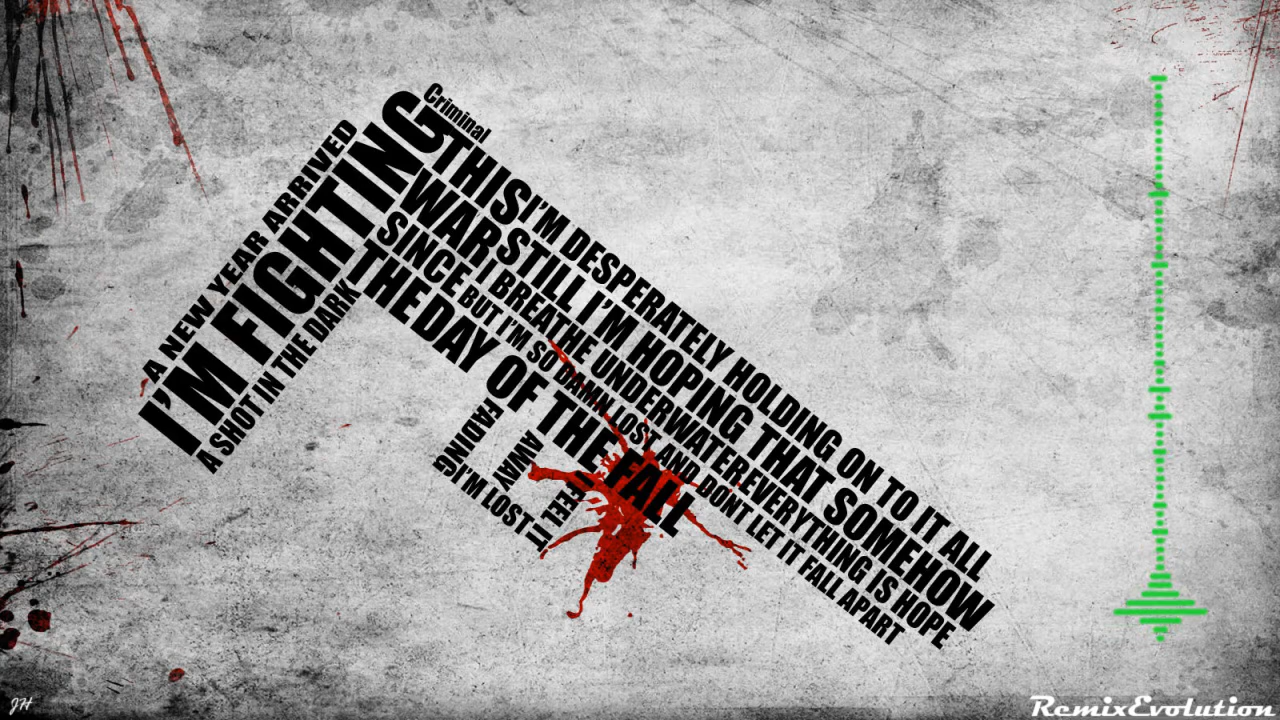 Criminal
A NEW YEAR ARRIVED
I'M FIGHTING
A SHOT IN THE DARK
THIS I'M DESPERATELY HOLDING ON TO IT ALL
WAR STILL I'M HOPING THAT SOMEHOW
SINCE I BREATHE UNDERWATER.EVERYTHING IS HOPE
BUT I'M SO DAMN LOST AND DONT LET IT FALL APART
THE DAY OF THE FALL
FADING
AWAY
I'M LOST
I FEEL IT
JH
RemixEvolution